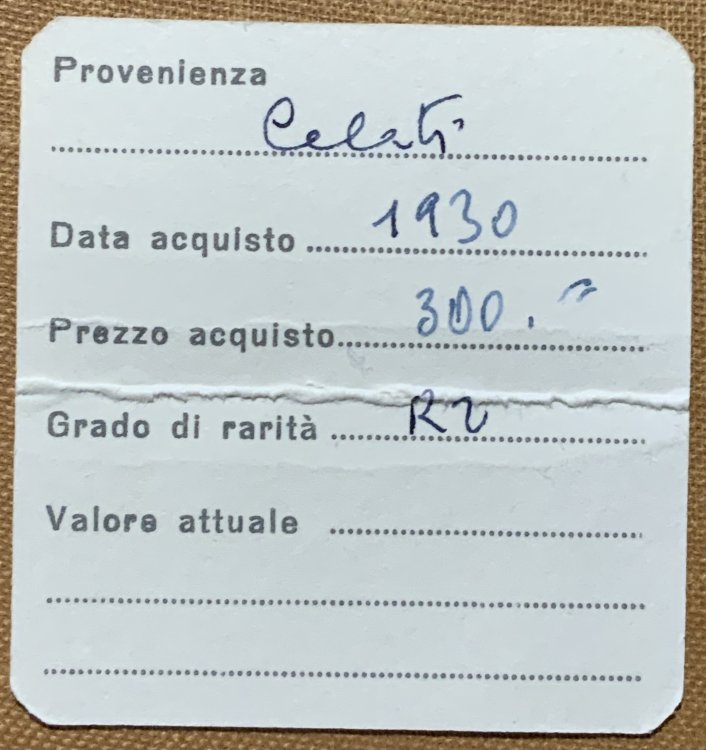 Provenienza
Celati
Data acquisto 1930
Prezzo acquisto 300.=
Grado di rarità R2
Valore attuale